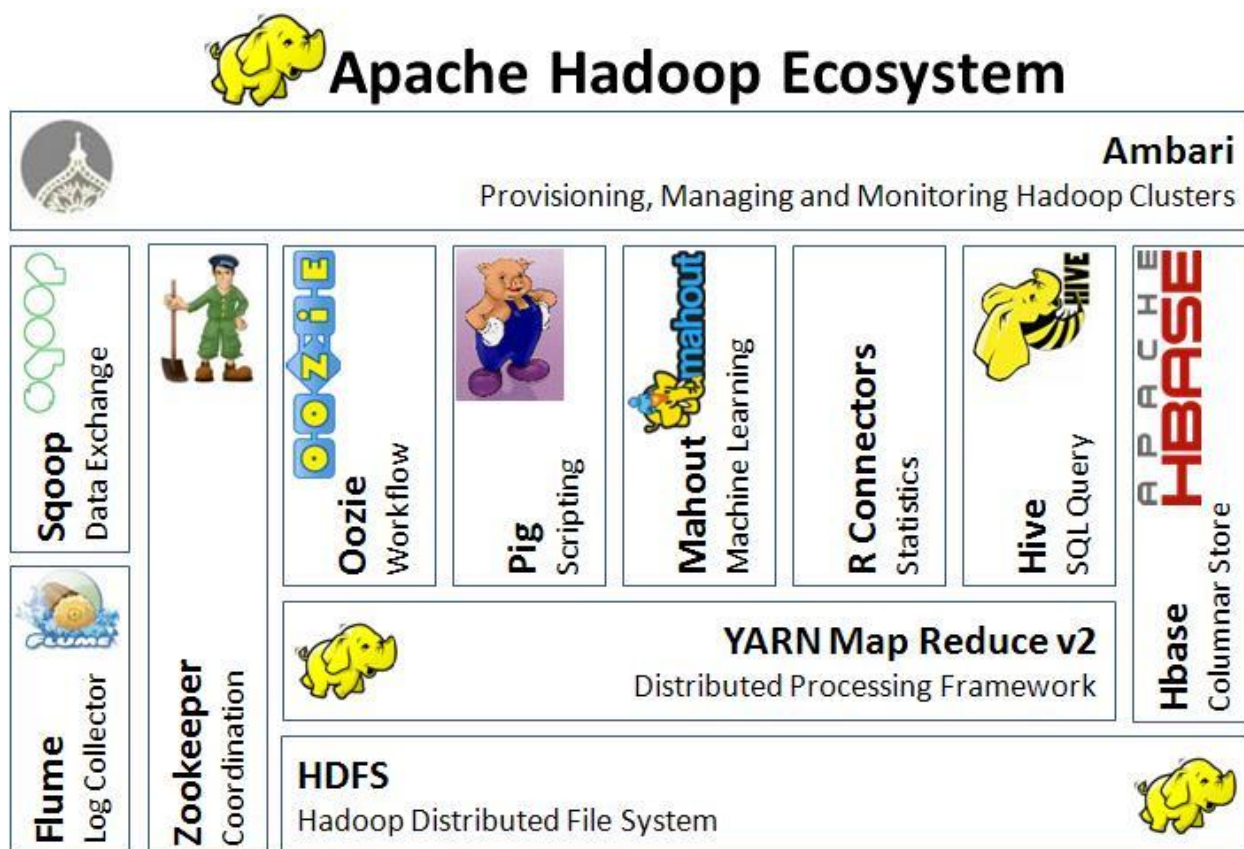 Apache Hadoop Ecosystem
Ambari
Provisioning, Managing and Monitoring Hadoop Clusters
sqoop
Sqoop
Data Exchange
FLUME
Flume
Log Collector
Zookeeper
Coordination
OOZiE
Oozie
Workflow
Pig
Scripting
mahout
Mahout
Machine Learning
R Connectors
Statistics
HIVE
Hive
SQL Query
APACHE
HBASE
Hbase
Columnar Store
YARN Map Reduce v2
Distributed Processing Framework
HDFS
Hadoop Distributed File System